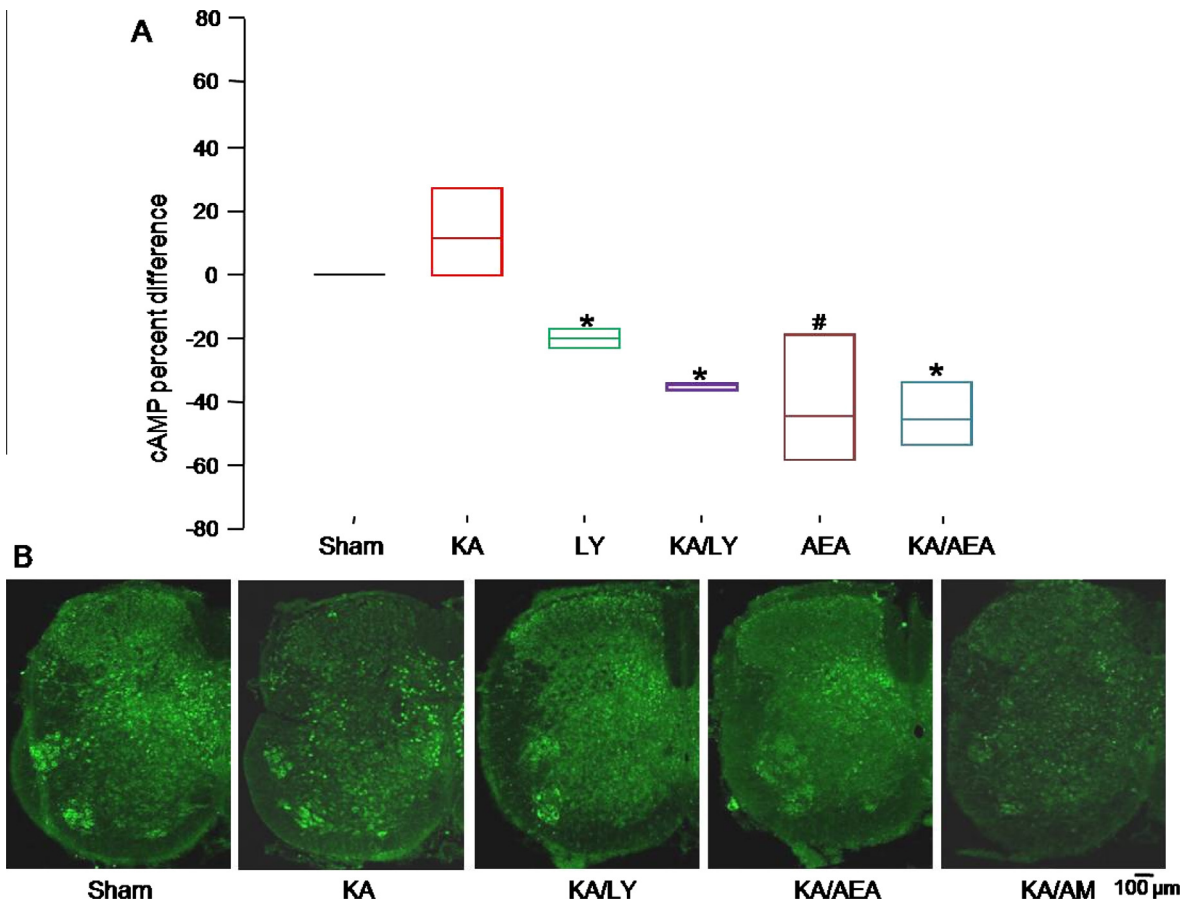 A
80
60
40
20
0
-20
-40
-60
-80
cAMP percent difference
*
*
#
*
Sham KA LY KA/LY AEA KA/AEA
B
Sham KA KA/LY KA/AEA KA/AM 100 µm